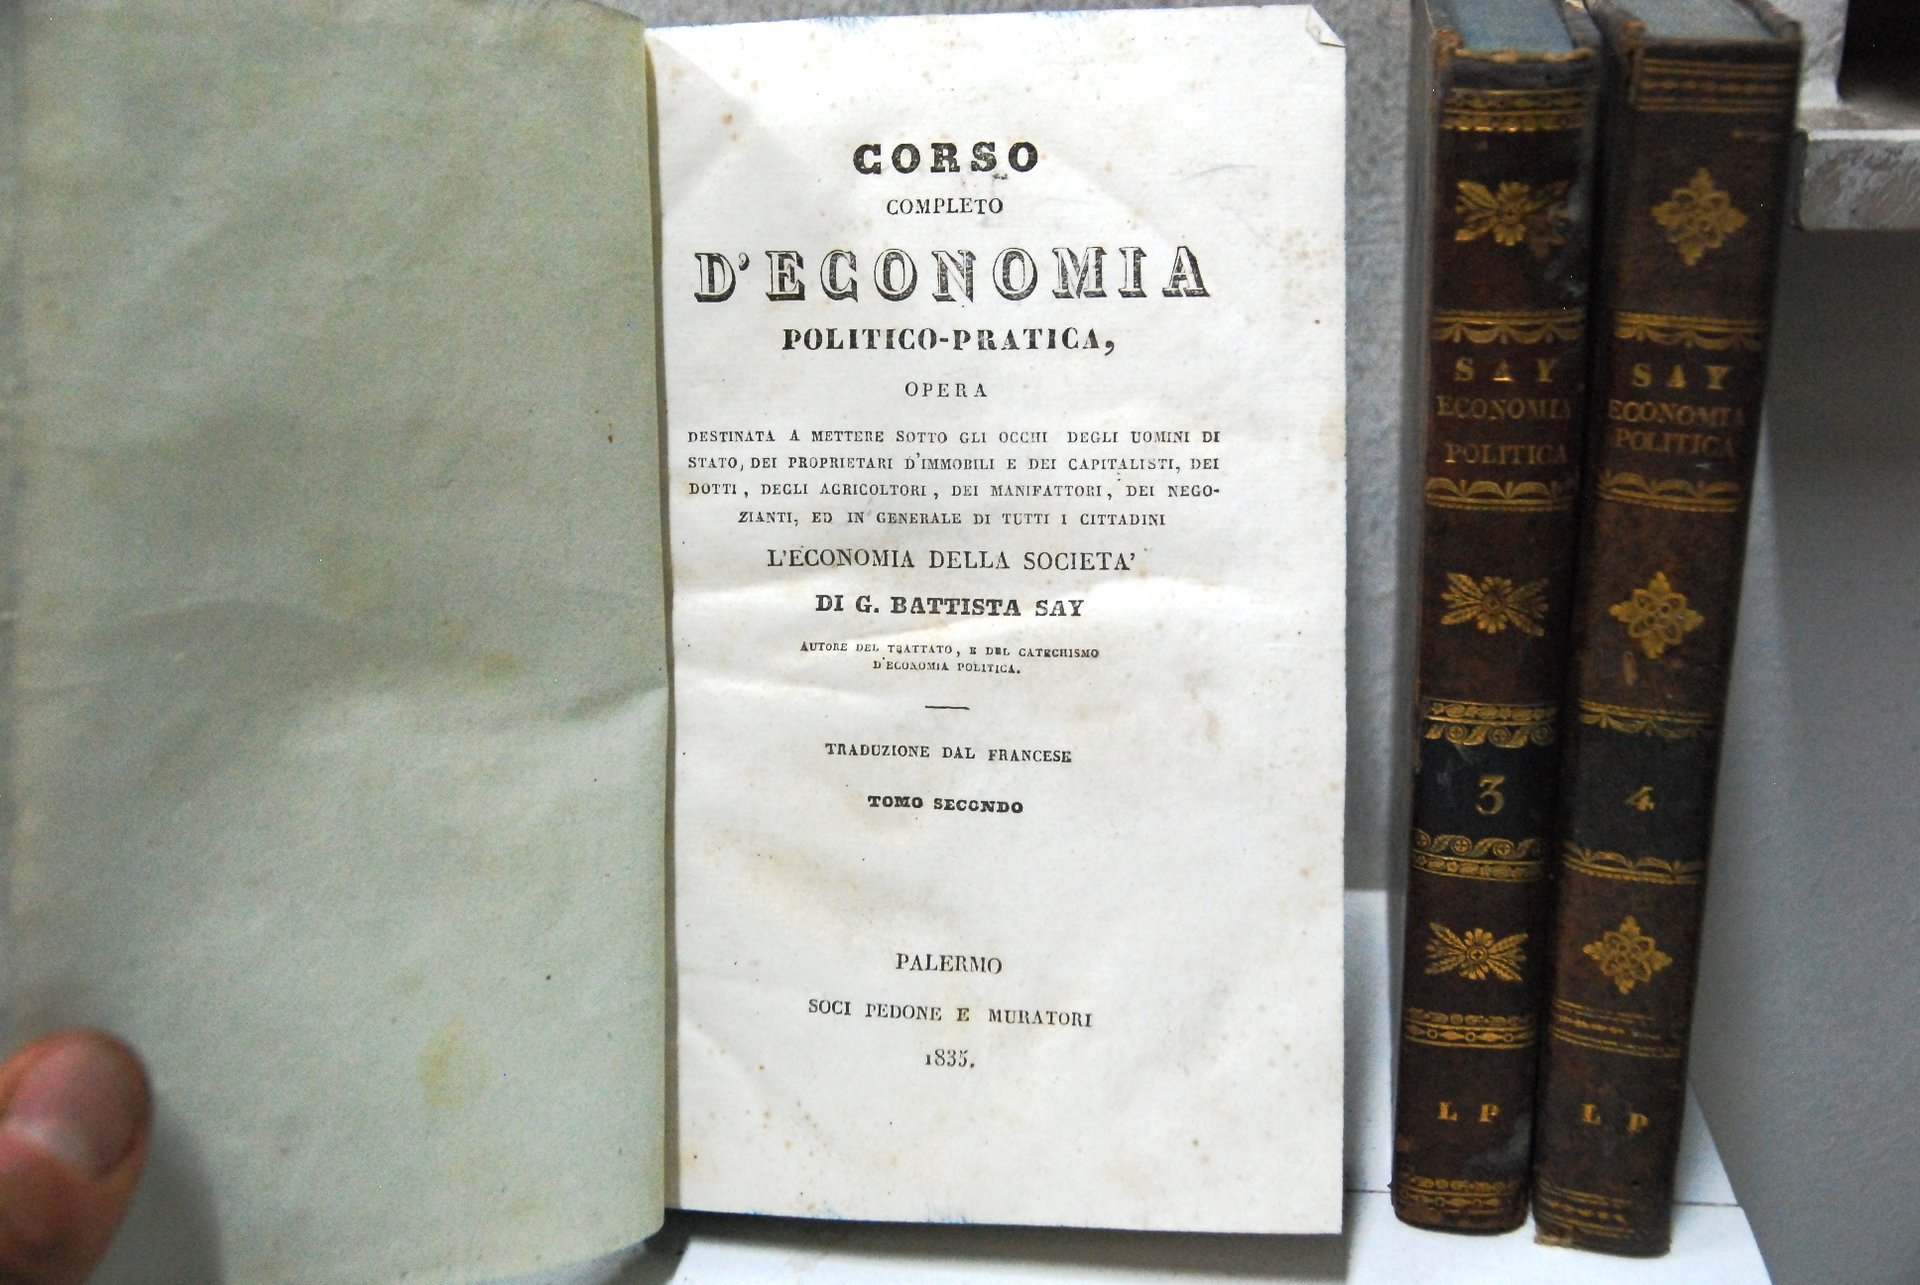 CORSO
COMPLETO
D'ECONOMIA
POLITICO-PRATICA,
OPERA
DESTINATA A METTERE SOTTO GLI OCCHI DEGLI UOMINI DI
STATO, DEI PROPRIETARI D'IMMOBILI E DEI CAPITALISTI, DEI
DOTTI, DEGLI AGRICOLTORI, DEI MANIFATTORI, DEI NEGO-
ZIANTI, ED IN GENERALE DI TUTTI I CITTADINI
L'ECONOMIA DELLA SOCIETA'
DI G. BATTISTA SAY
AUTORE DEL TRATTATO, E DEL CATECHISMO
D'ECONOMIA POLITICA.
TRADUZIONE DAL FRANCESE
TOMO SECONDO
PALERMO
SOCI PEDONE E MURATORI
1835.
SAY
ECONOMIA
POLITICA
3
L P
SAY
ECONOMIA
POLITICA
4
L P